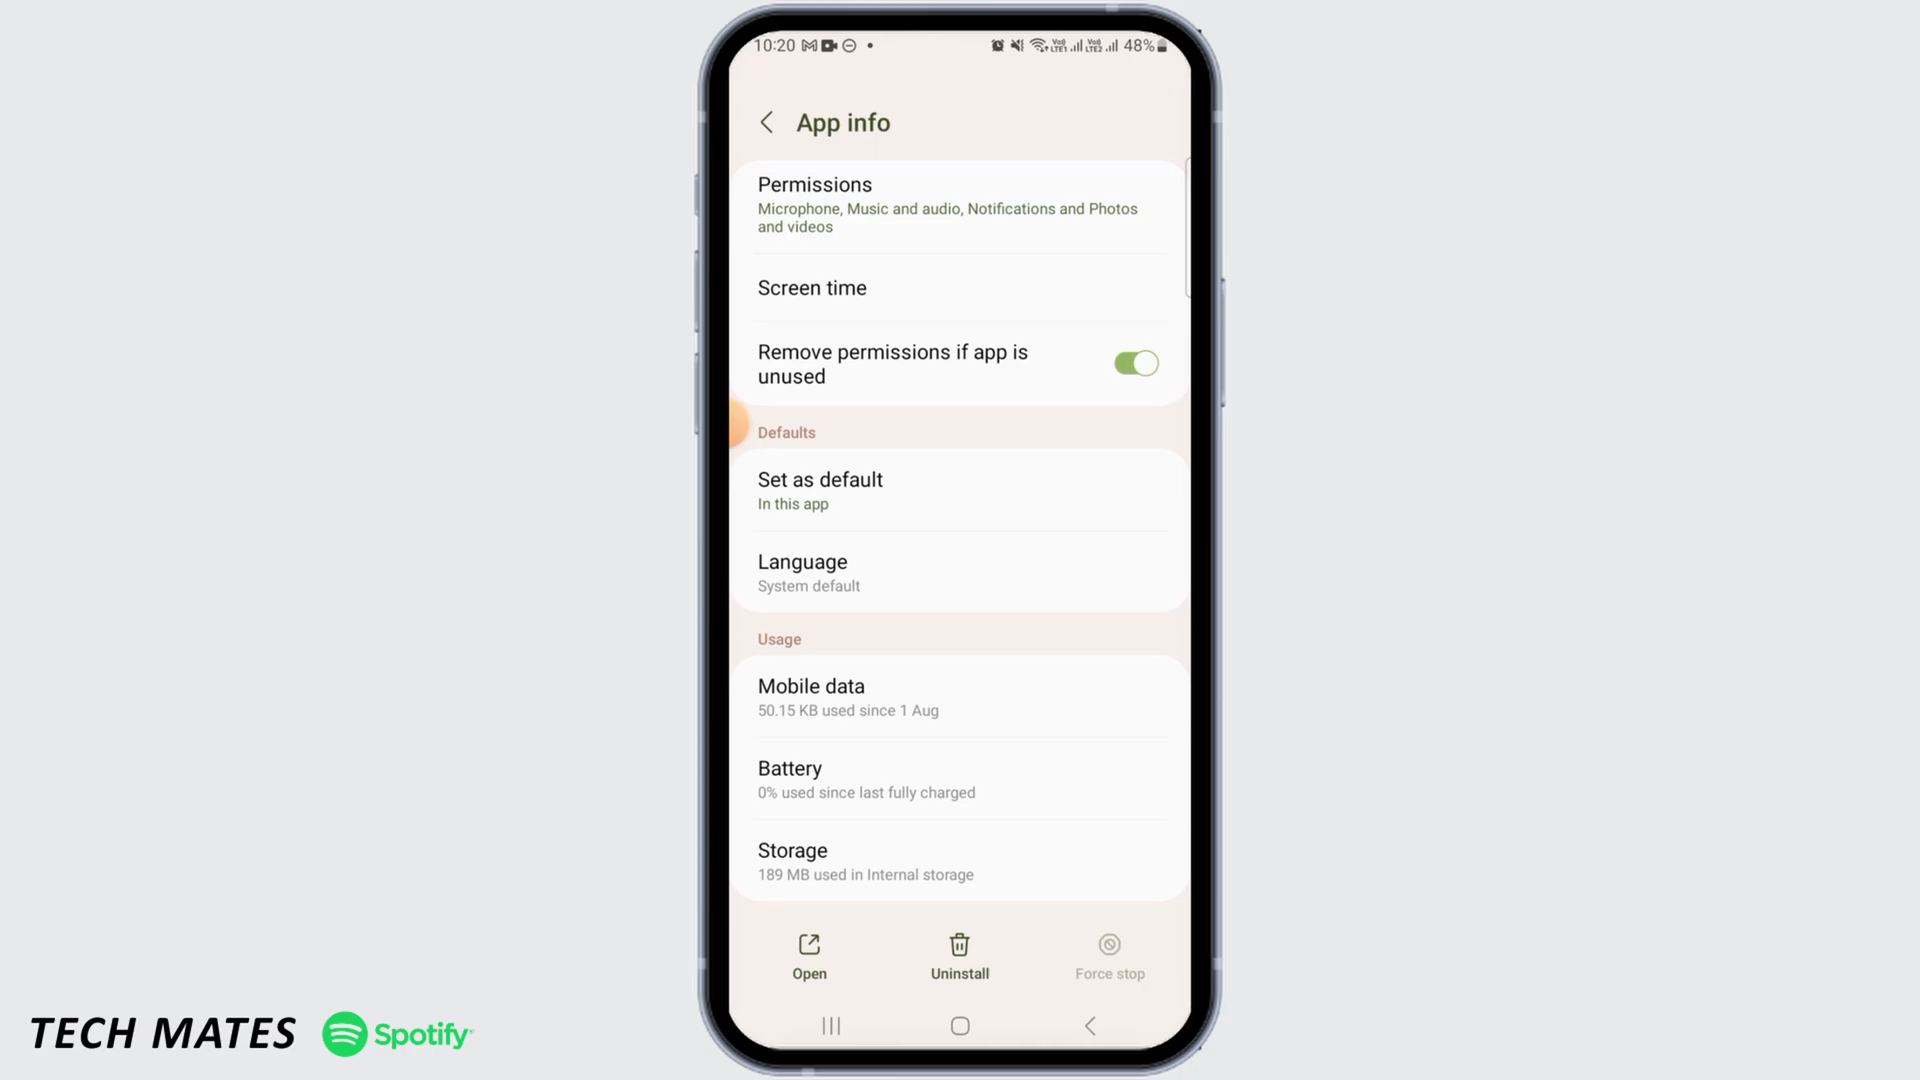 10:20
48%
App info
Permissions
Microphone, Music and audio, Notifications and Photos
and videos
Screen time
Remove permissions if app is
unused
Defaults
Set as default
In this app
Language
System default
Usage
Mobile data
50.15 KB used since 1 Aug
Battery
0% used since last fully charged
Storage
189 MB used in Internal storage
Open
Uninstall
Force stop
TECH MATES
Spotify